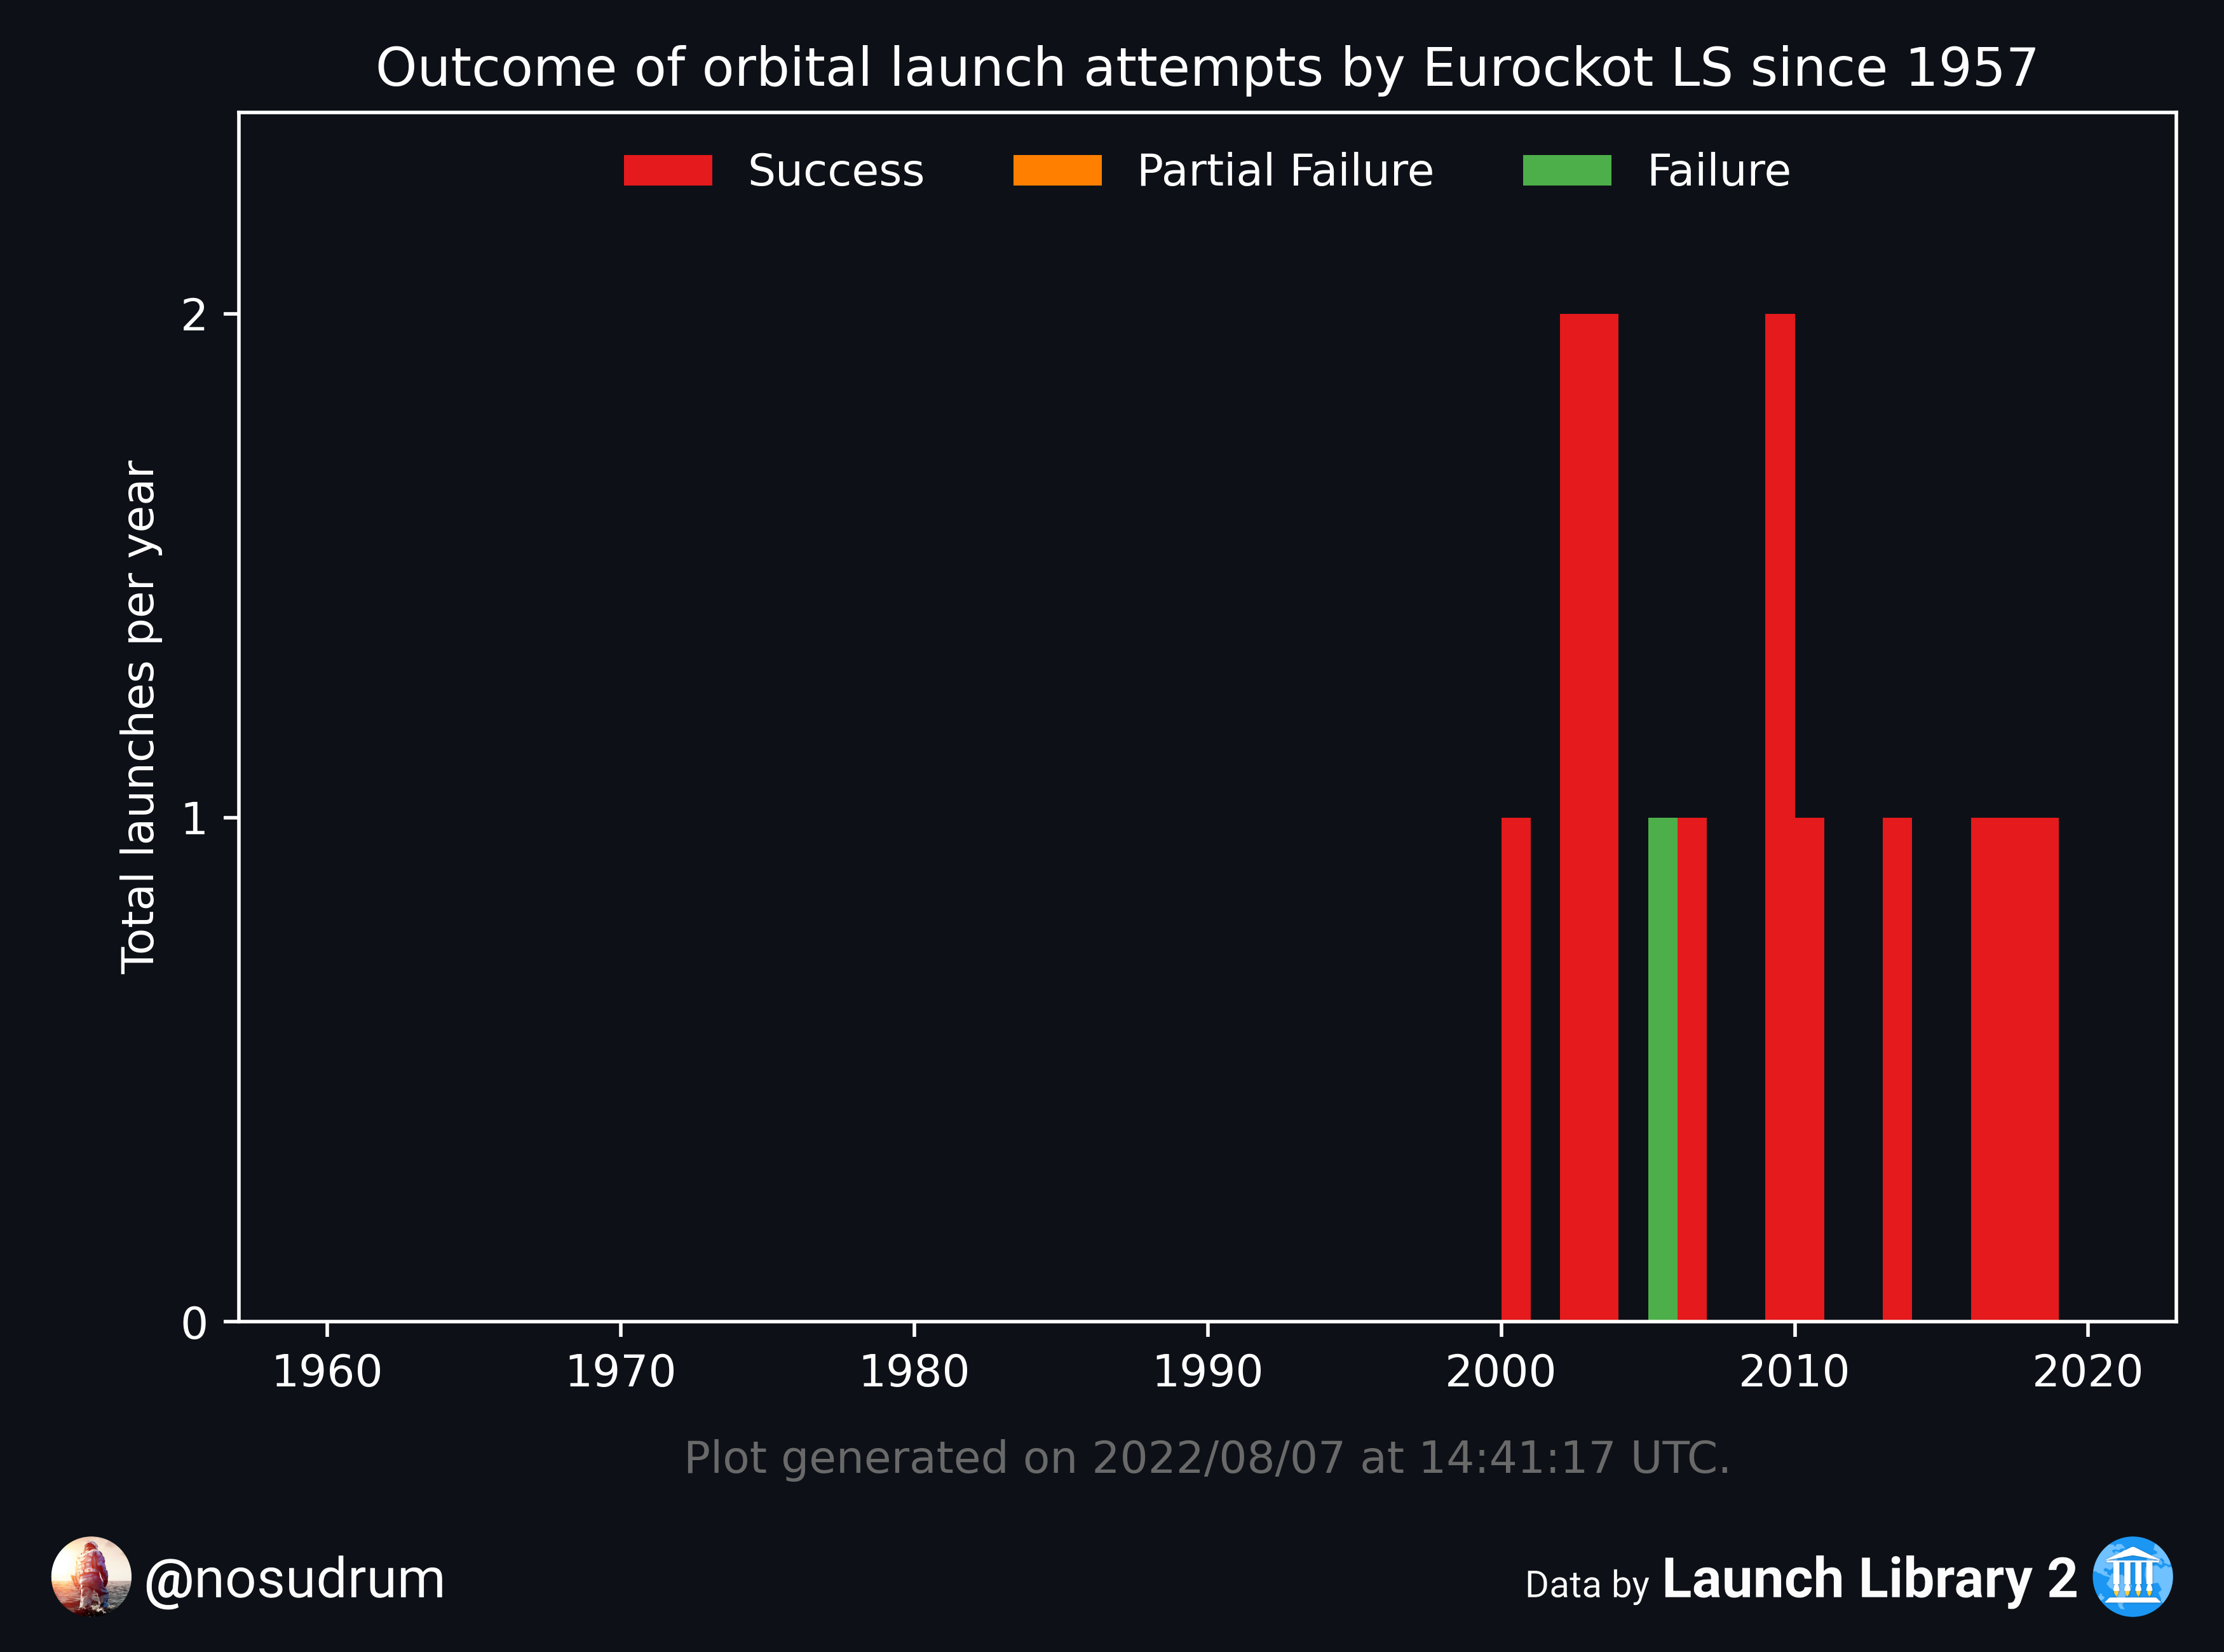 Outcome of orbital launch attempts by Eurockot LS since 1957
Success Partial Failure Failure
2
1
0
Total launches per year
1960 1970 1980 1990 2000 2010 2020
Plot generated on 2022/08/07 at 14:41:17 UTC.
@nosudrum
Data by Launch Library 2